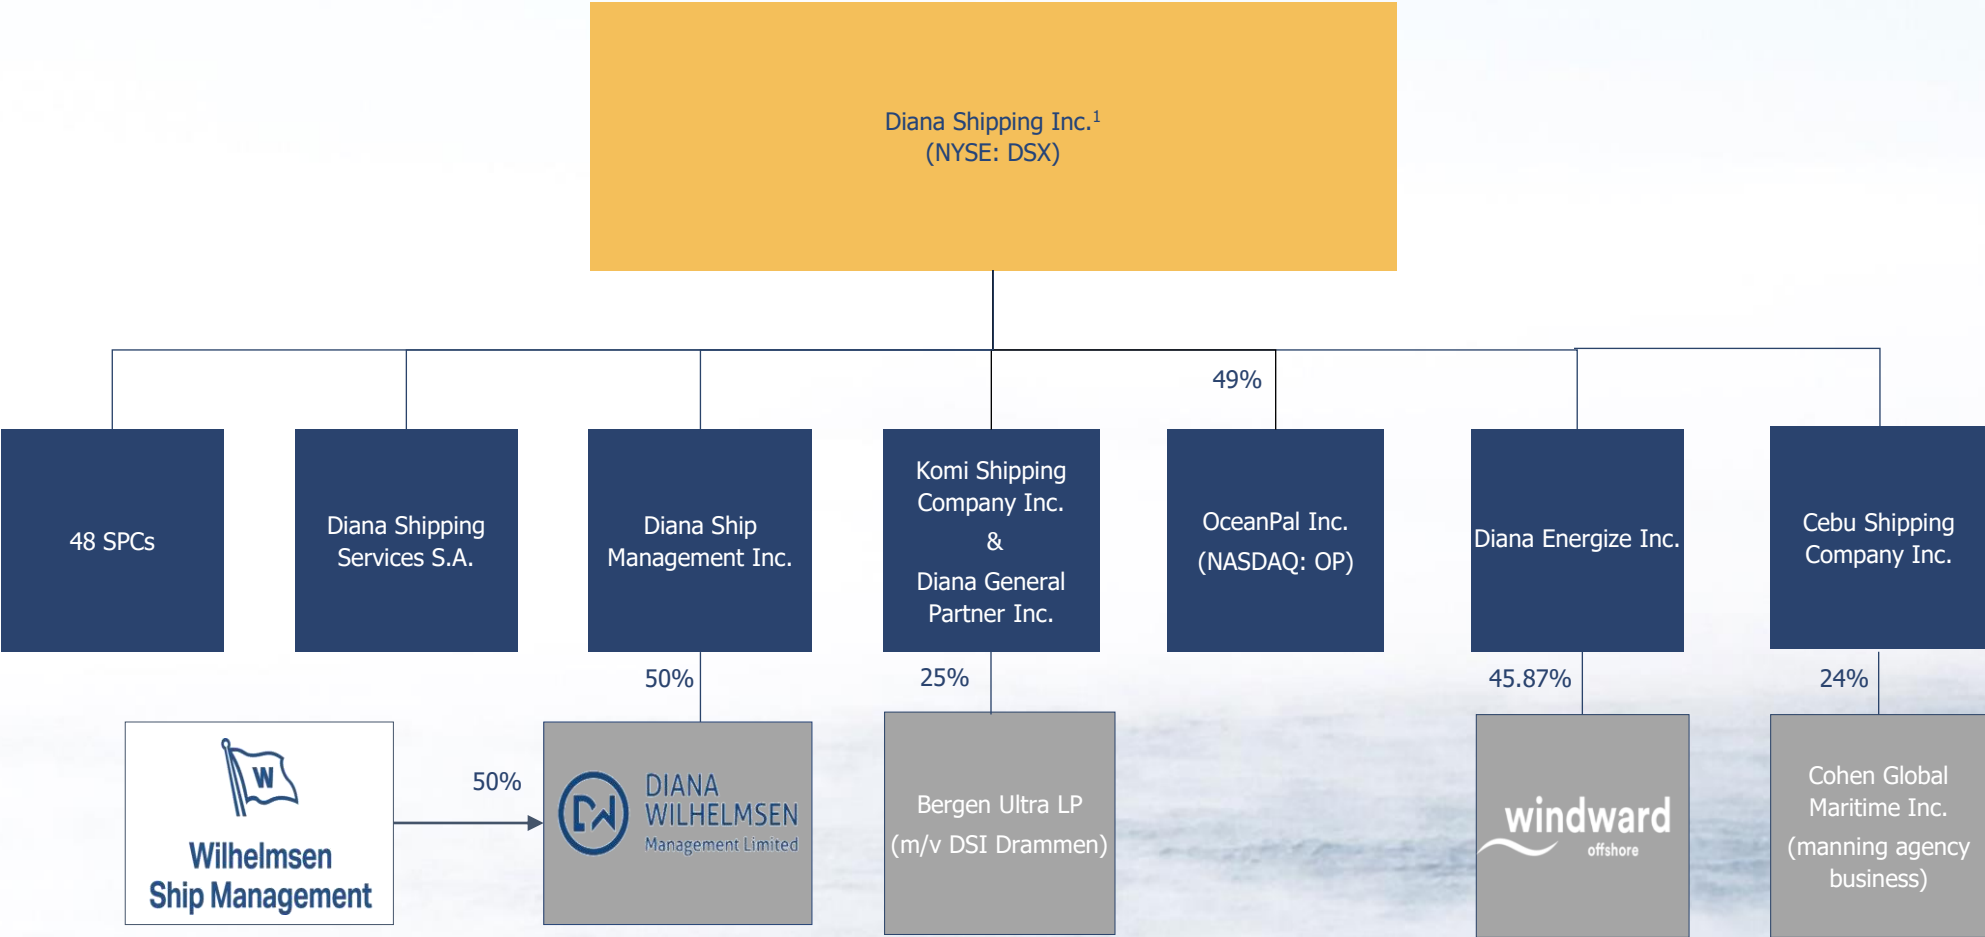 Diana Shipping Inc.¹
(NYSE: DSX)
49%
48 SPCs
Diana Shipping
Services S.A.
Diana Ship
Management Inc.
Komi Shipping
Company Inc.
&
Diana General
Partner Inc.
OceanPal Inc.
(NASDAQ: OP)
Diana Energize Inc.
Cebu Shipping
Company Inc.
50%
25%
45.87%
24%
W
Wilhelmsen
Ship Management
50%
DW
DIANA
WILHELMSEN
Management Limited
Bergen Ultra LP
(m/v DSI Drammen)
windward
offshore
Cohen Global
Maritime Inc.
(manning agency
business)